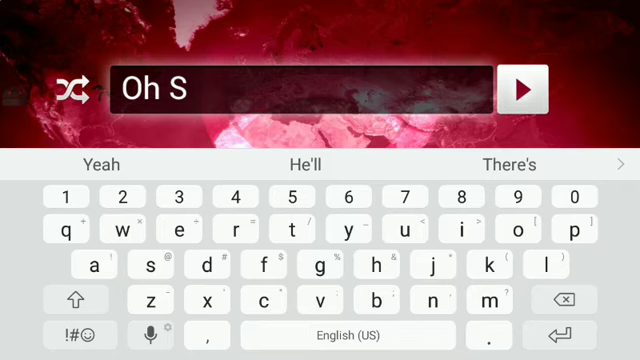 Oh S
Yeah He'll There's
1 2 3 4 5 6 7 8 9 0
q + w × e ÷ r = t / y _ u < i > o [ p ]
a ! s @ d # f $ g % h & j * k ( l )
z - x ' c " v : b ; n , m ?
!#☺ , English (US) .